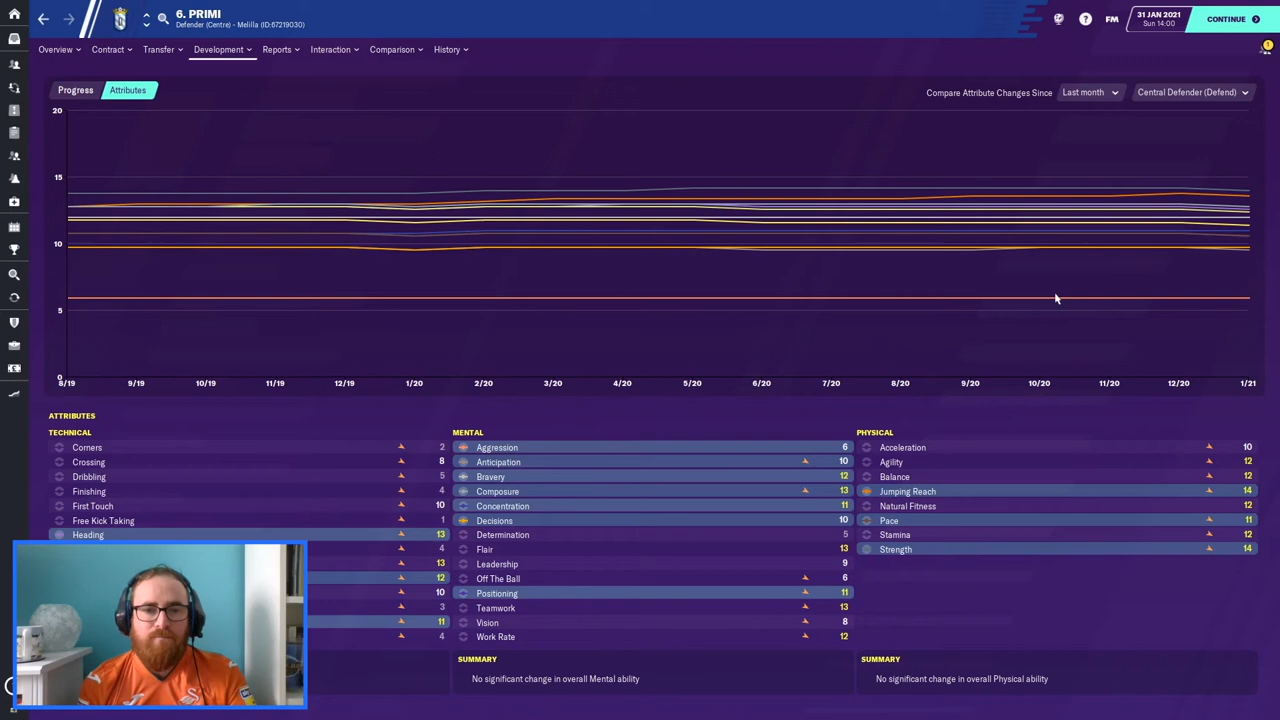 6. PRIMI
Defender (Centre) - Melilla (ID:67219030)
FM
31 JAN 2021
Sun 14:00
CONTINUE
1
Overview Contract Transfer Development Reports Interaction Comparison History
Progress Attributes
Compare Attribute Changes Since Last month Central Defender (Defend)
20
15
10
5
0
8/19 9/19 10/19 11/19 12/19 1/20 2/20 3/20 4/20 5/20 6/20 7/20 8/20 9/20 10/20 11/20 12/20 1/21
ATTRIBUTES
TECHNICAL
Corners 2
Crossing 8
Dribbling 5
Finishing 4
First Touch 10
Free Kick Taking 1
Heading 13
4
13
12
10
3
11
4
MENTAL
Aggression 6
Anticipation 10
Bravery 12
Composure 13
Concentration 11
Decisions 10
Determination 5
Flair 13
Leadership 9
Off The Ball 6
Positioning 11
Teamwork 13
Vision 8
Work Rate 12
SUMMARY
No significant change in overall Mental ability
PHYSICAL
Acceleration 10
Agility 12
Balance 12
Jumping Reach 14
Natural Fitness 12
Pace 11
Stamina 12
Strength 14
SUMMARY
No significant change in overall Physical ability